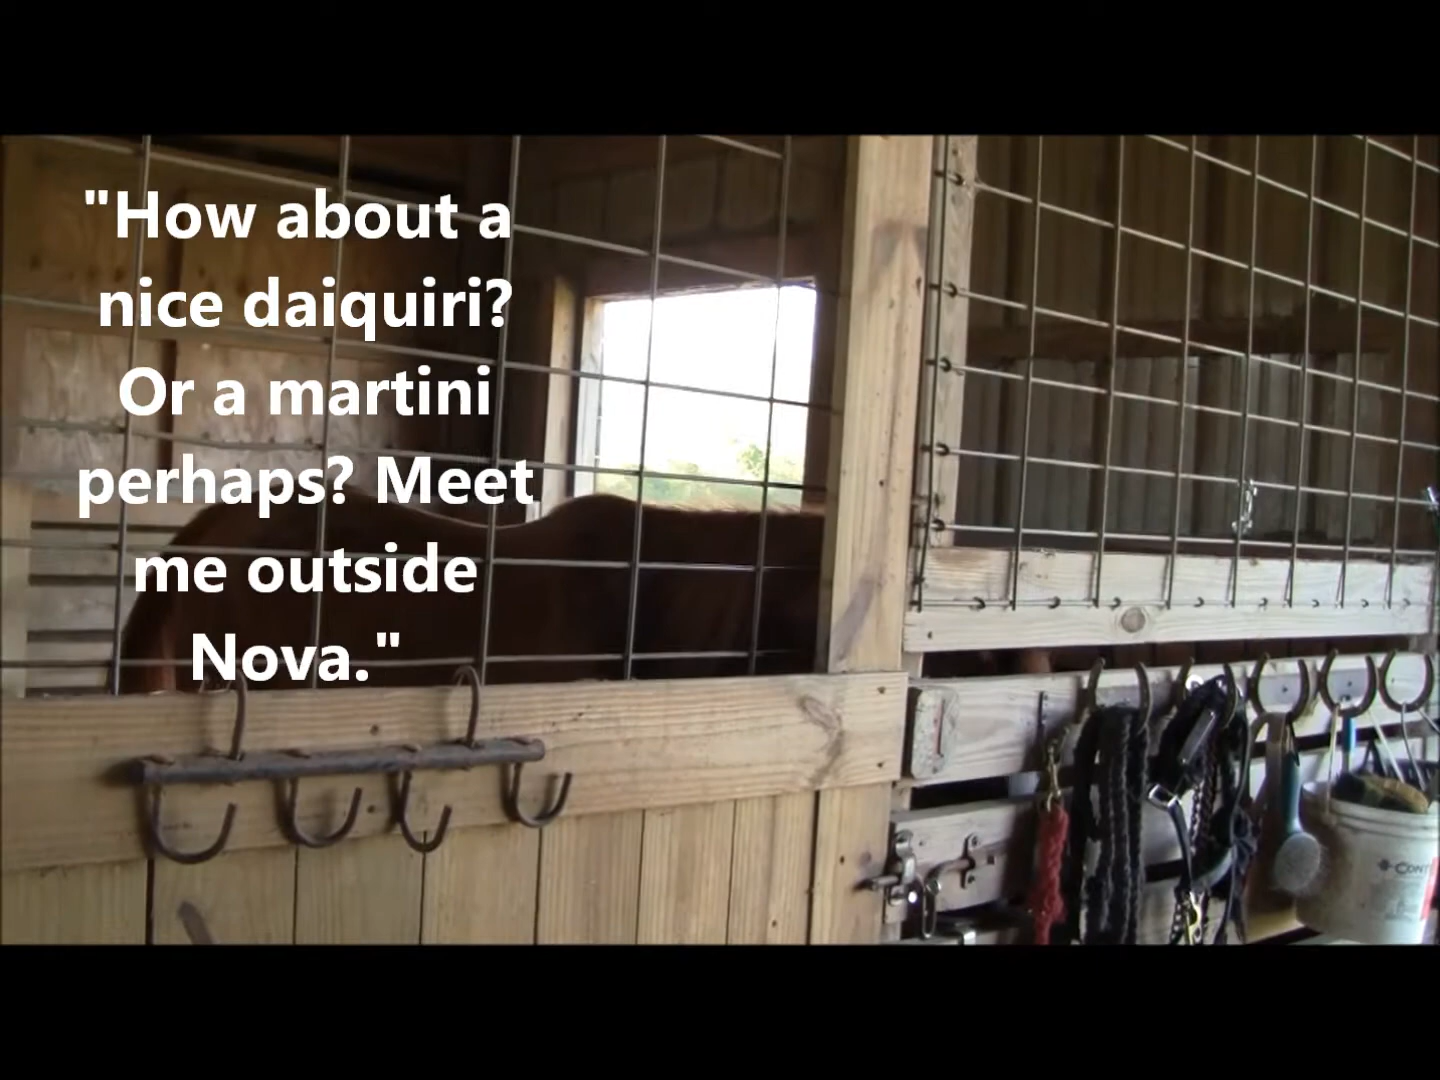 "How about a
nice daiquiri?
Or a martini
perhaps? Meet
me outside
Nova."